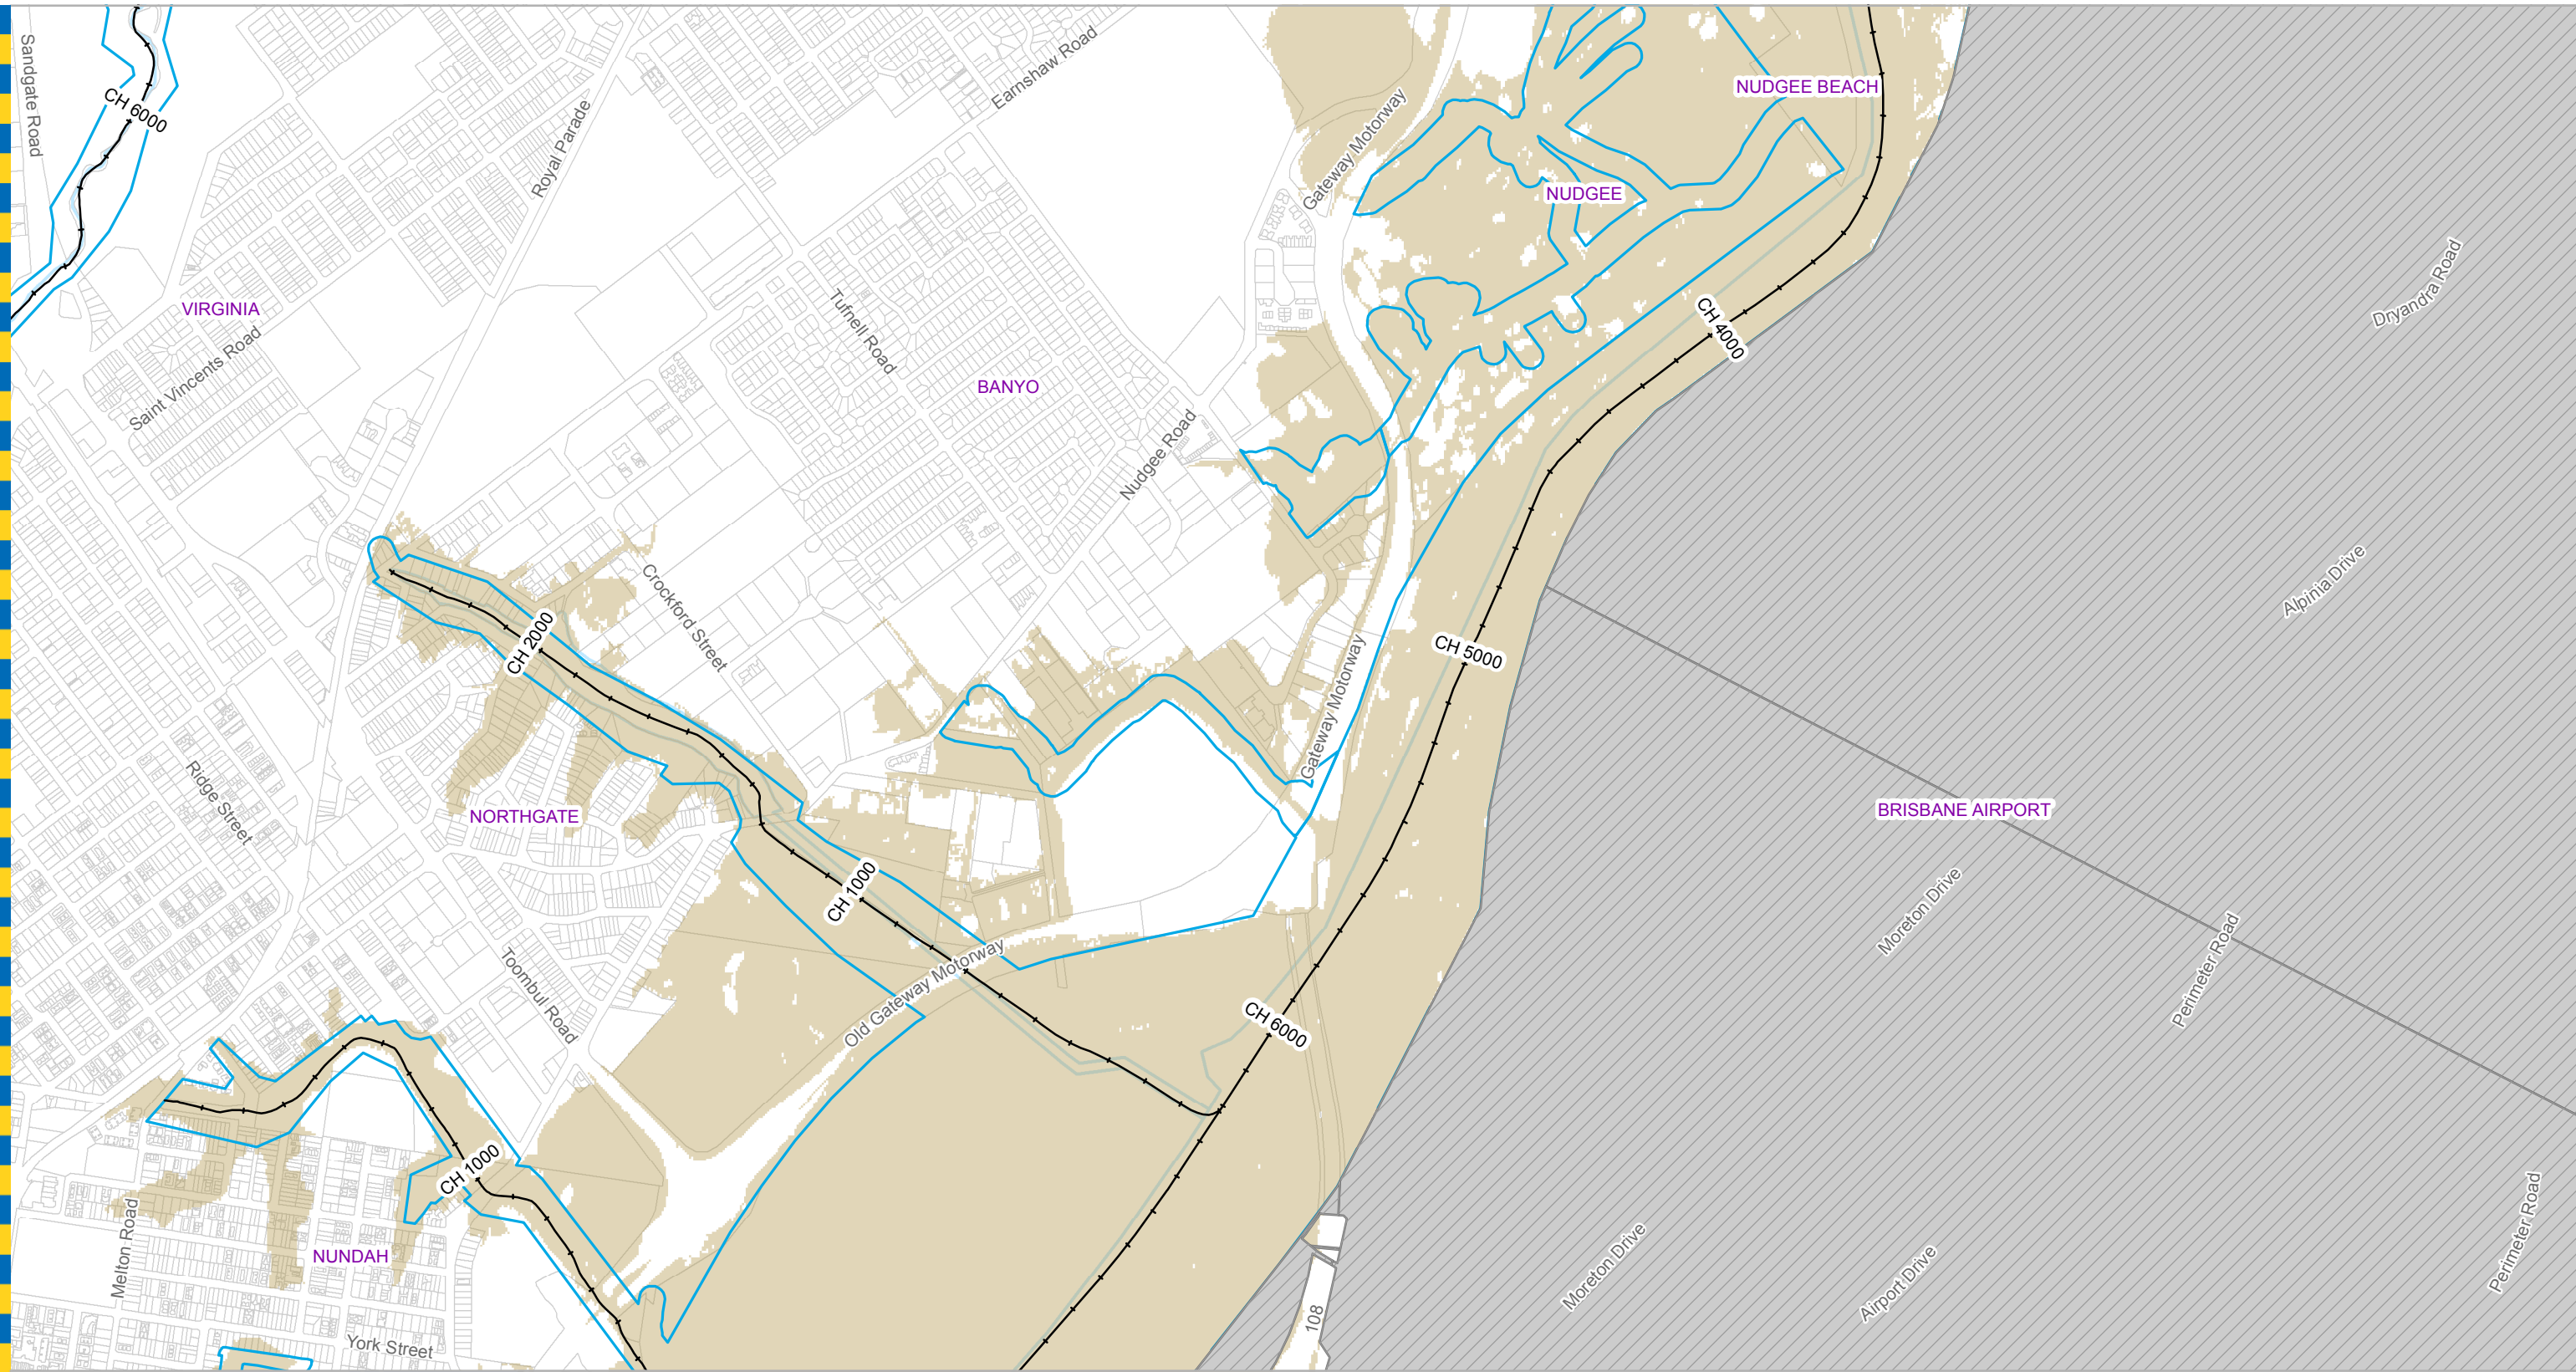 Sandgate Road
CH 6000
Royal Parade
Earnshaw Road
Gateway Motorway
NUDGEE BEACH
NUDGEE
Dryandra Road
VIRGINIA
Saint Vincents Road
Tufnell Road
BANYO
Nudgee Road
CH 4000
Alpinia Drive
Crockford Street
CH 2000
CH 5000
Gateway Motorway
Ridge Street
NORTHGATE
BRISBANE AIRPORT
CH 1000
Moreton Drive
Perimeter Road
Toombul Road
Old Gateway Motorway
CH 6000
CH 1000
Melton Road
NUNDAH
York Street
108
Moreton Drive
Airport Drive
Perimeter Road